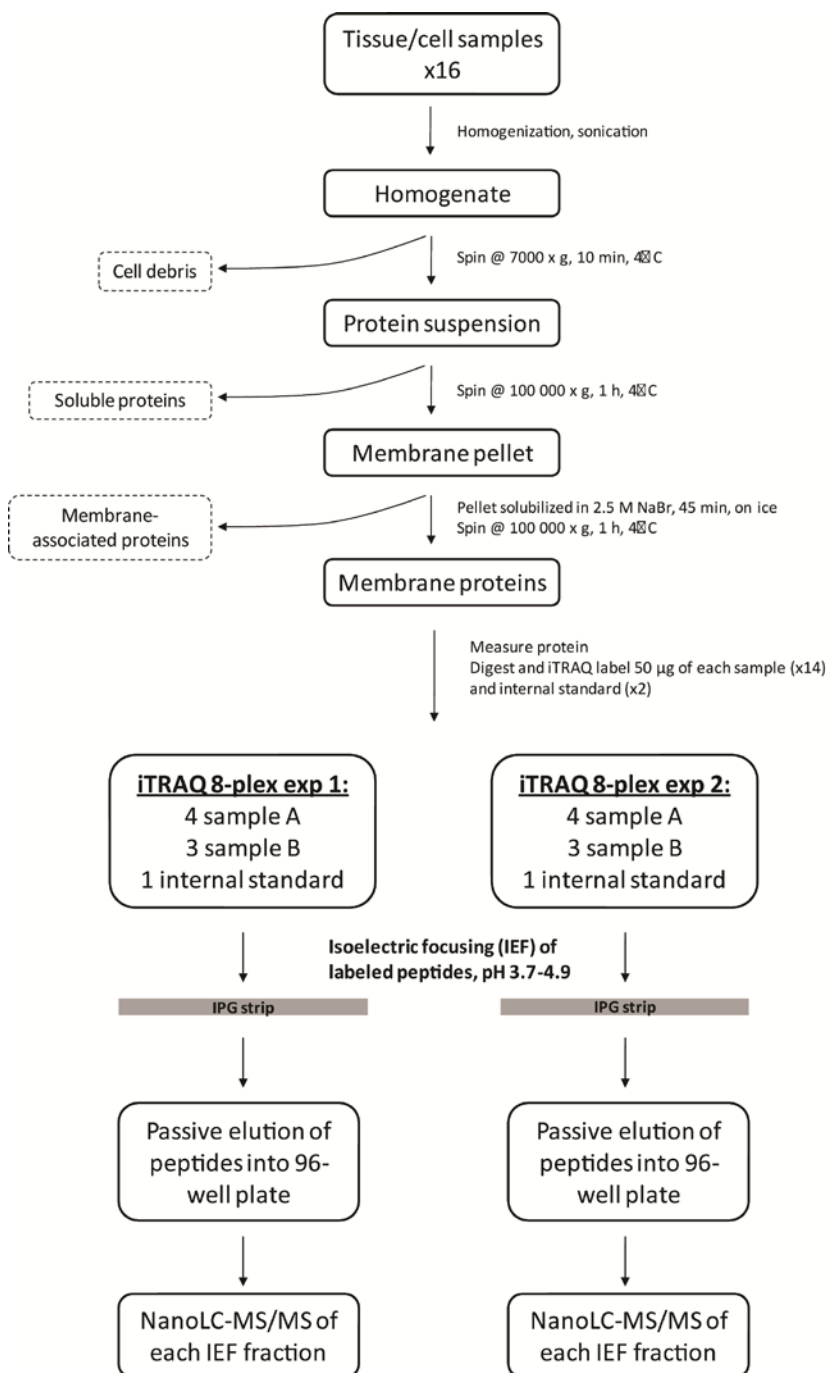 Tissue/cell samples
x16
Homogenization, sonication
Homogenate
Spin @ 7000 x g, 10 min, 4☒C
Cell debris
Protein suspension
Spin @ 100 000 x g, 1 h, 4☒C
Soluble proteins
Membrane pellet
Pellet solubilized in 2.5 M NaBr, 45 min, on ice
Spin @ 100 000 x g, 1 h, 4☒C
Membrane-
associated proteins
Membrane proteins
Measure protein
Digest and iTRAQ label 50 µg of each sample (x14)
and internal standard (x2)
iTRAQ 8-plex exp 1:
4 sample A
3 sample B
1 internal standard
iTRAQ 8-plex exp 2:
4 sample A
3 sample B
1 internal standard
Isoelectric focusing (IEF) of
labeled peptides, pH 3.7-4.9
IPG strip
IPG strip
Passive elution of
peptides into 96-
well plate
Passive elution of
peptides into 96-
well plate
NanoLC-MS/MS of
each IEF fraction
NanoLC-MS/MS of
each IEF fraction